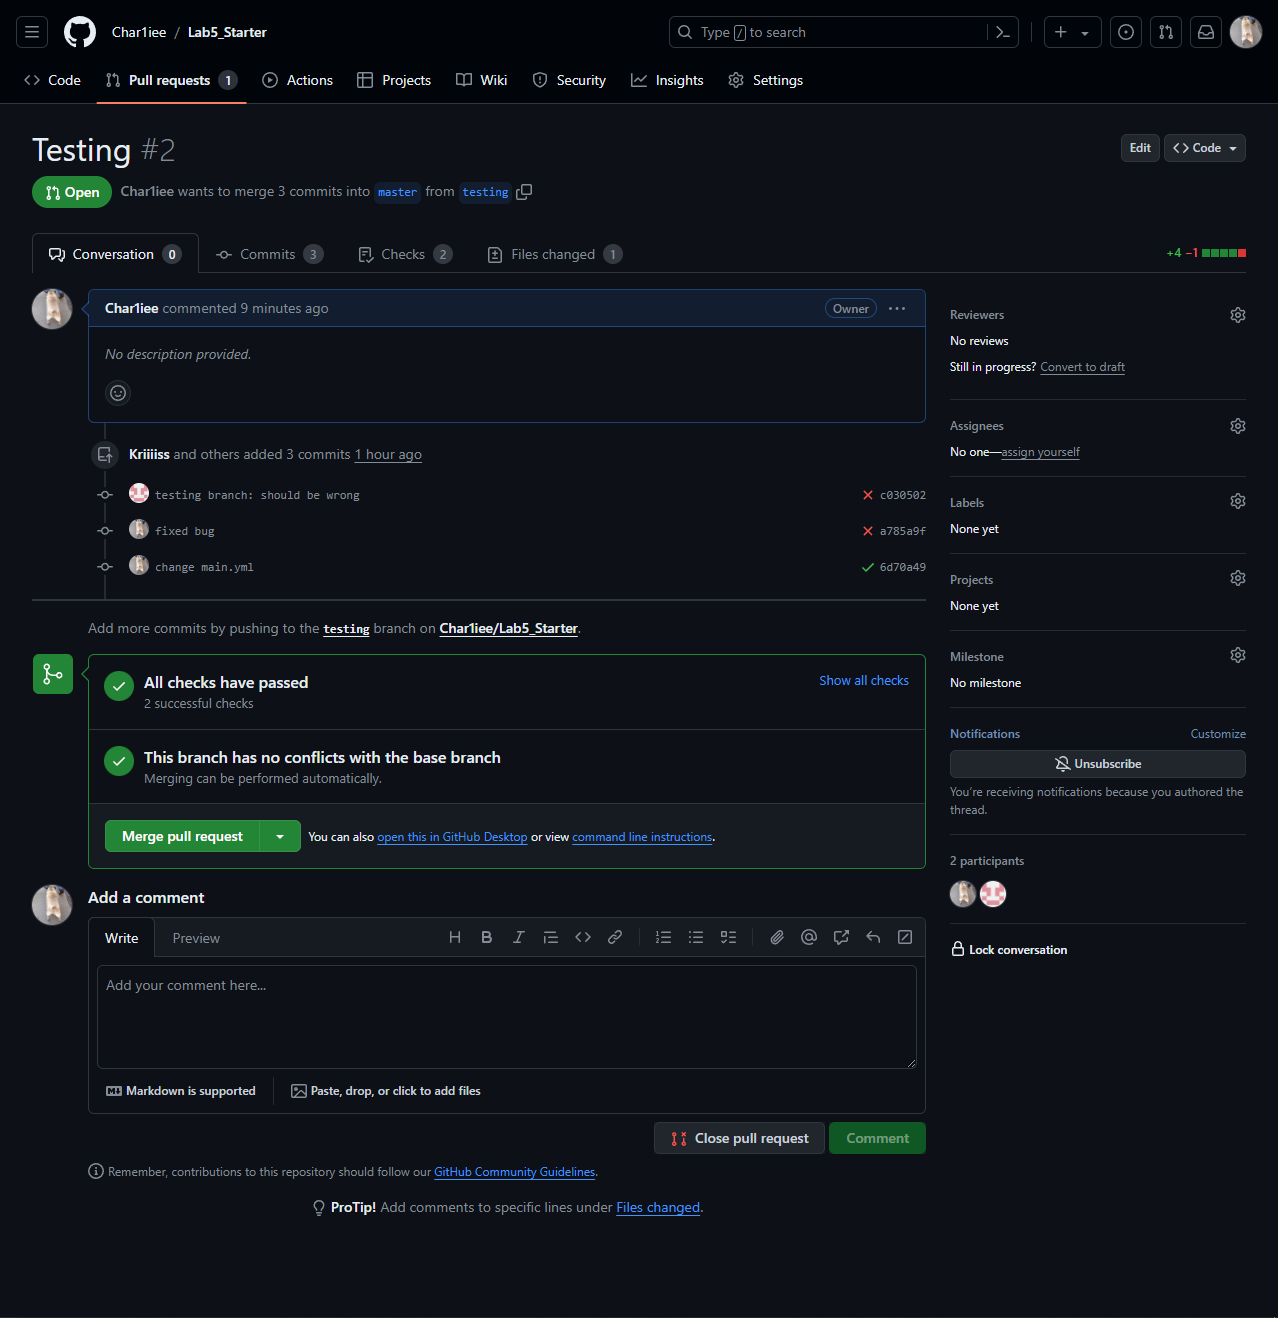 Char1iee / Lab5_Starter
Type / to search
Code
Pull requests 1
Actions
Projects
Wiki
Security
Insights
Settings
Testing #2
Edit
<> Code
Open
Char1iee wants to merge 3 commits into master from testing
Conversation 0
Commits 3
Checks 2
Files changed 1
+4 −1
Char1iee commented 9 minutes ago
Owner
No description provided.
Kriiiiss and others added 3 commits 1 hour ago
testing branch: should be wrong
c030502
fixed bug
a785a9f
change main.yml
6d70a49
Add more commits by pushing to the testing branch on Char1iee/Lab5_Starter.
All checks have passed
2 successful checks
Show all checks
This branch has no conflicts with the base branch
Merging can be performed automatically.
Merge pull request
You can also open this in GitHub Desktop or view command line instructions.
Add a comment
Write
Preview
Add your comment here...
Markdown is supported
Paste, drop, or click to add files
Close pull request
Comment
Remember, contributions to this repository should follow our GitHub Community Guidelines.
ProTip! Add comments to specific lines under Files changed.
Reviewers
No reviews
Still in progress? Convert to draft
Assignees
No one—assign yourself
Labels
None yet
Projects
None yet
Milestone
No milestone
Notifications
Customize
Unsubscribe
You're receiving notifications because you authored the
thread.
2 participants
Lock conversation